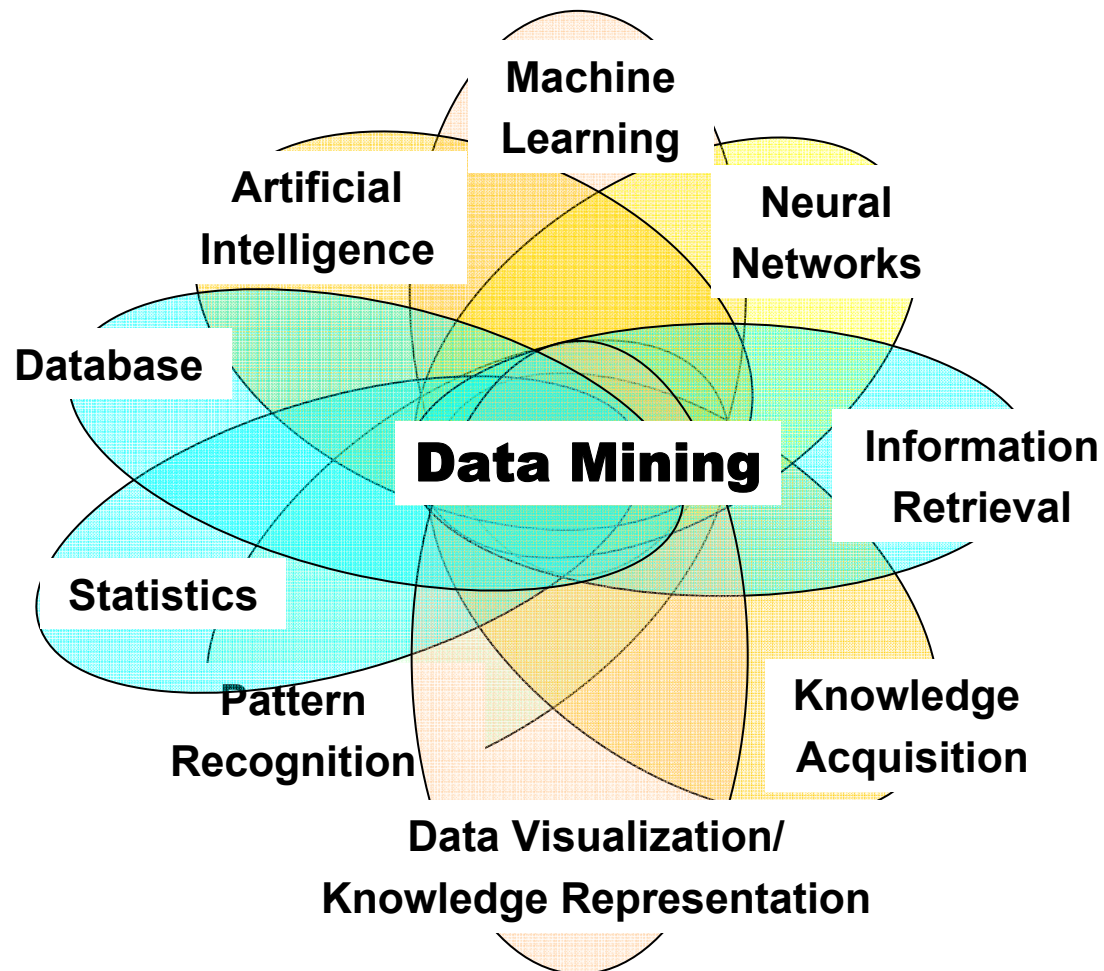 Machine
Learning
Artificial
Intelligence
Neural
Networks
Database
Data Mining
Information
Retrieval
Statistics
Pattern
Recognition
Knowledge
Acquisition
Data Visualization/
Knowledge Representation